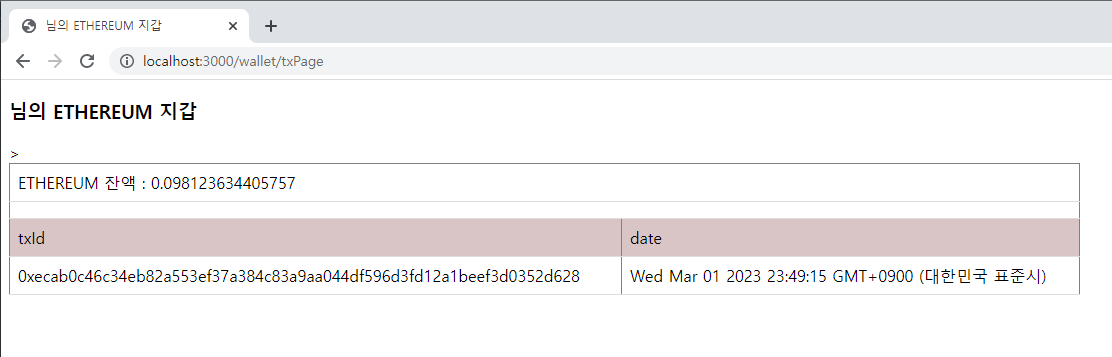 님의 ETHEREUM 지갑
localhost:3000/wallet/txPage
님의 ETHEREUM 지갑
>
ETHEREUM 잔액 : 0.098123634405757
txId date
0xecab0c46c34eb82a553ef37a384c83a9aa044df596d3fd12a1beef3d0352d628 Wed Mar 01 2023 23:49:15 GMT+0900 (대한민국 표준시)